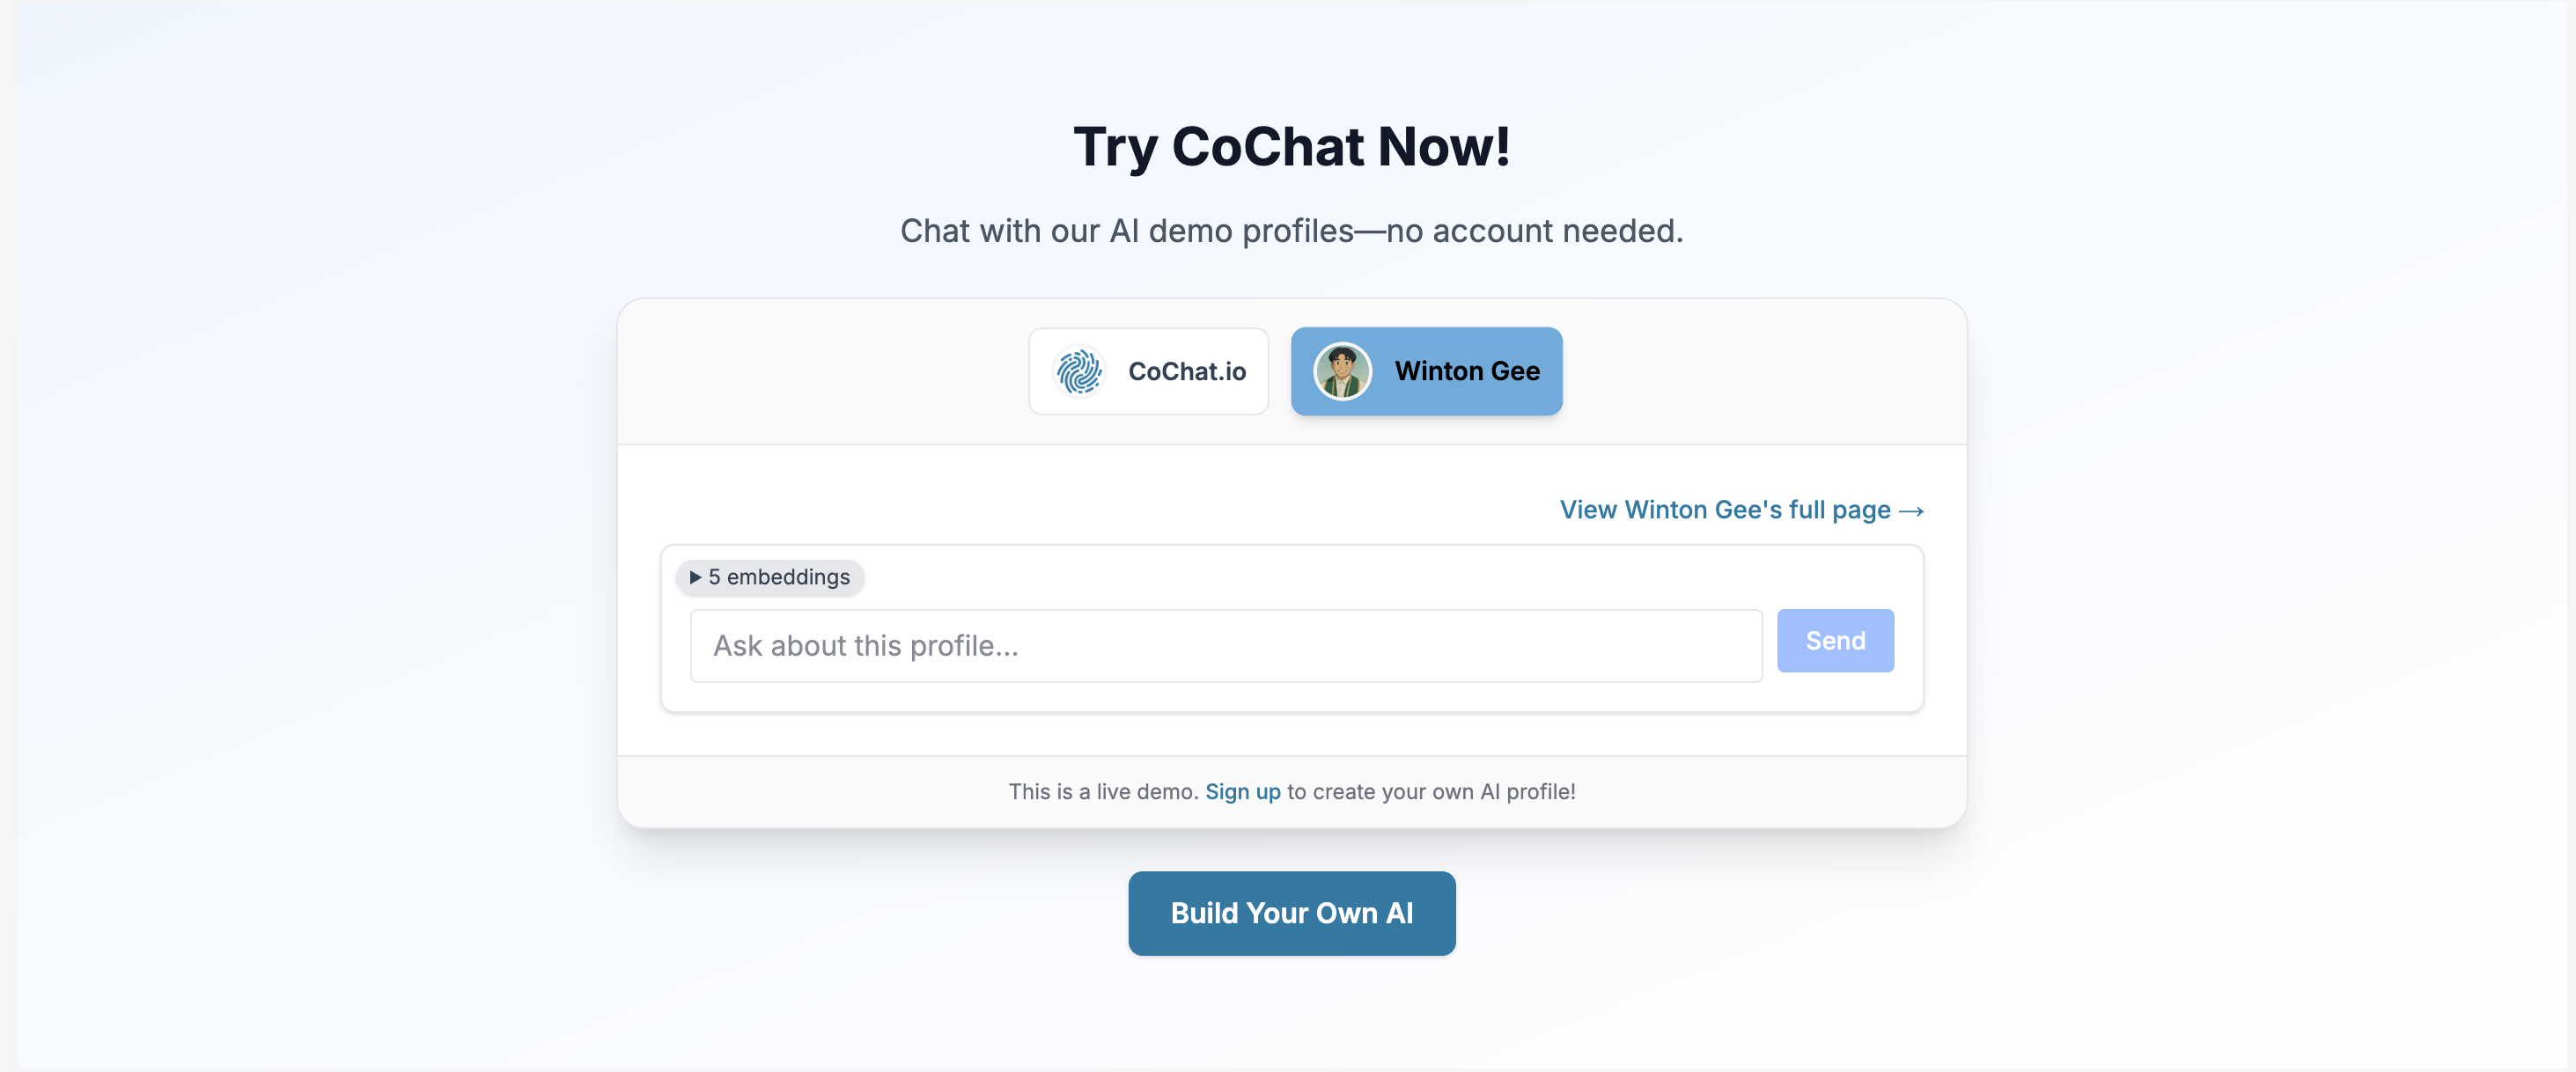 Try CoChat Now!
Chat with our AI demo profiles—no account needed.
CoChat.io
Winton Gee
View Winton Gee's full page →
▶ 5 embeddings
Ask about this profile...
Send
This is a live demo. Sign up to create your own AI profile!
Build Your Own AI